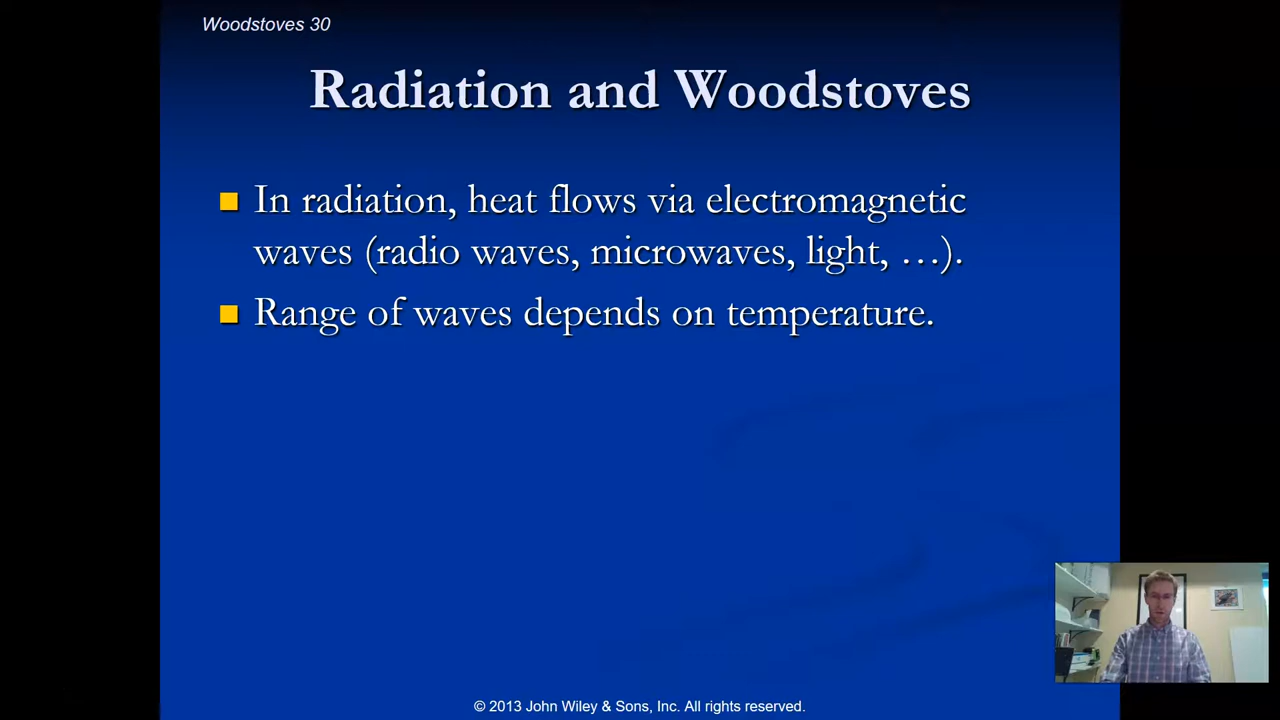 Woodstoves 30
Radiation and Woodstoves
In radiation, heat flows via electromagnetic
waves (radio waves, microwaves, light, …).
Range of waves depends on temperature.
© 2013 John Wiley & Sons, Inc. All rights reserved.